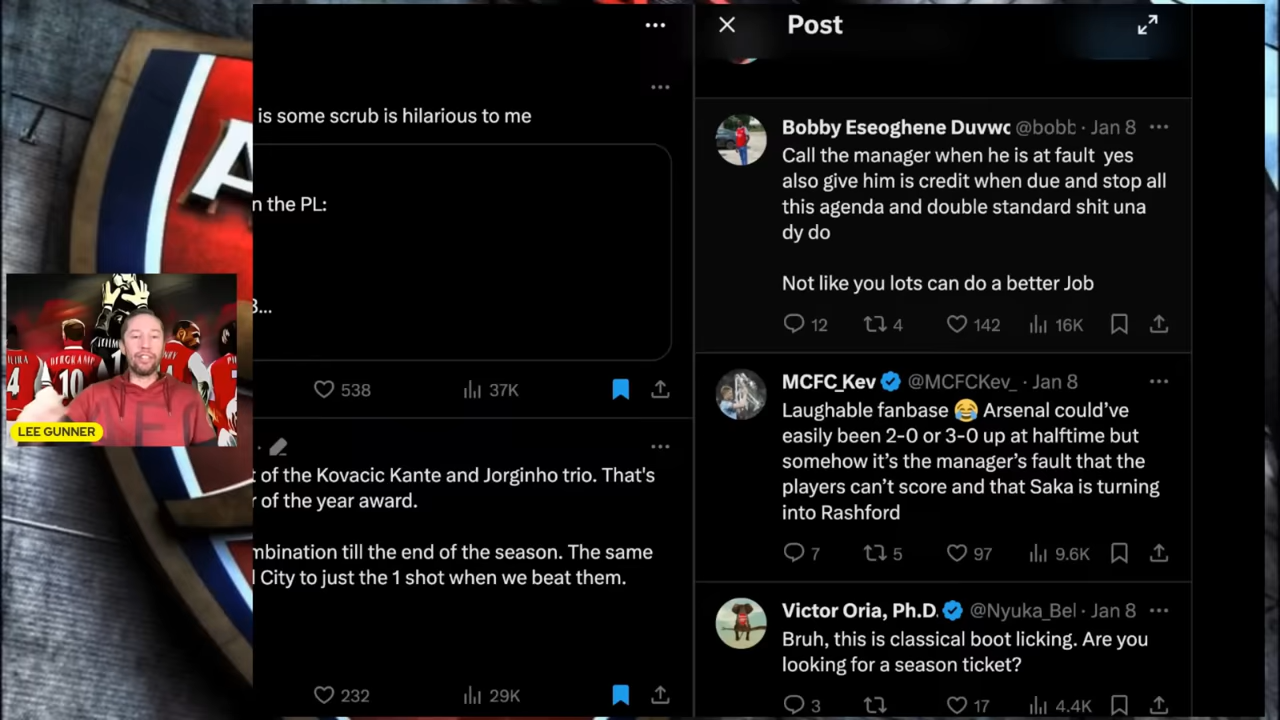 is some scrub is hilarious to me
n the PL:
3...
538
37K
t of the Kovacic Kante and Jorginho trio. That's
r of the year award.
mbination till the end of the season. The same
l City to just the 1 shot when we beat them.
232
29K
Post
Bobby Eseoghene Duvwc @bobb · Jan 8
Call the manager when he is at fault yes
also give him is credit when due and stop all
this agenda and double standard shit una
dy do
Not like you lots can do a better Job
12 4 142 16K
MCFC_Kev @MCFCKev_ · Jan 8
Laughable fanbase 😂 Arsenal could've
easily been 2-0 or 3-0 up at halftime but
somehow it's the manager's fault that the
players can't score and that Saka is turning
into Rashford
7 5 97 9.6K
Victor Oria, Ph.D. @Nyuka_Bel · Jan 8
Bruh, this is classical boot licking. Are you
looking for a season ticket?
3 17 4.4K
A
4
BERGKAMP
10
LEE GUNNER